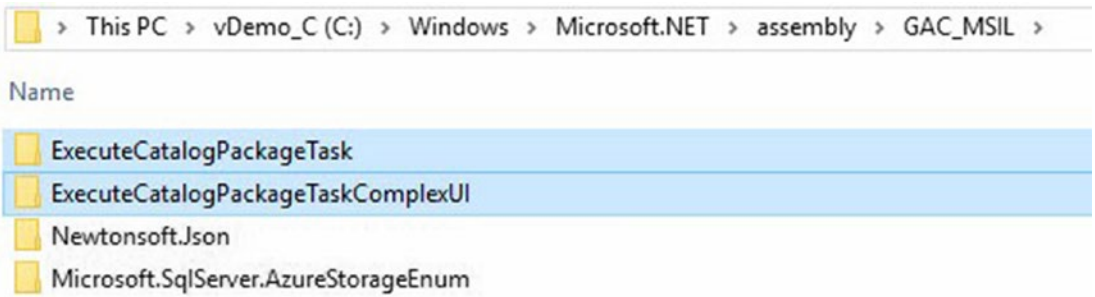 > This PC > vDemo_C (C:) > Windows > Microsoft.NET > assembly > GAC_MSIL >
Name
ExecuteCatalogPackageTask
ExecuteCatalogPackageTaskComplexUI
Newtonsoft.Json
Microsoft.SqlServer.AzureStorageEnum